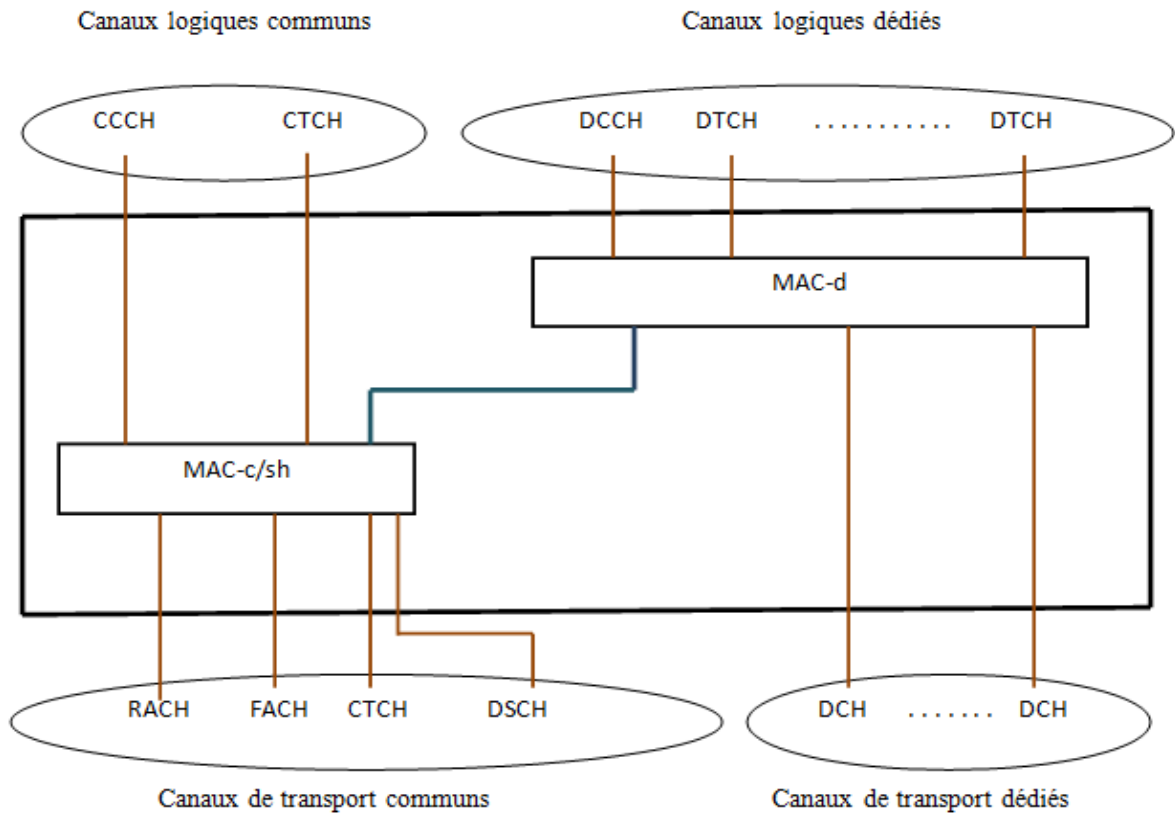 Canaux logiques communs
Canaux logiques dédiés
CCCH CTCH
DCCH DTCH ........... DTCH
MAC-d
MAC-c/sh
RACH FACH CTCH DSCH
DCH ....... DCH
Canaux de transport communs
Canaux de transport dédiés